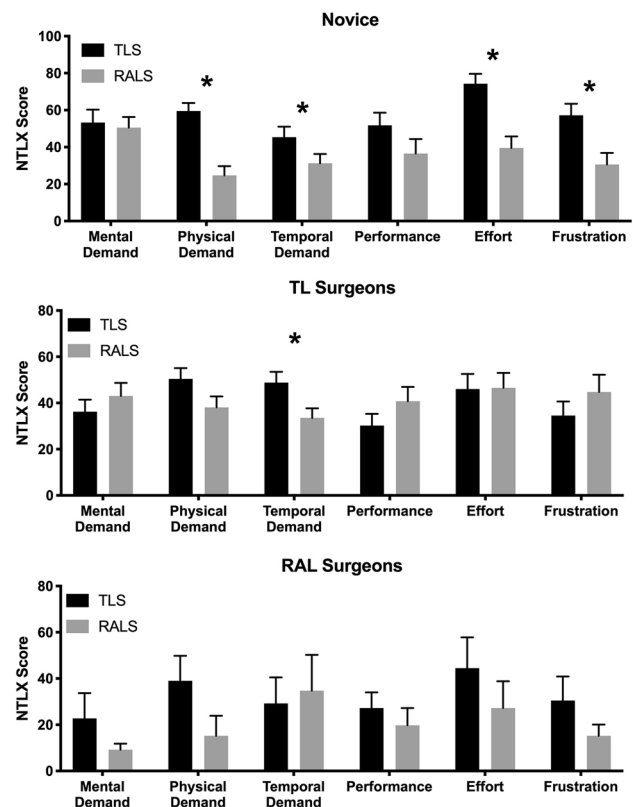 Novice
NTLX Score
100
80
60
40
20
0
TLS
RALS
*
*
*
*
Mental Demand
Physical Demand
Temporal Demand
Performance
Effort
Frustration
TL Surgeons
NTLX Score
80
60
40
20
0
TLS
RALS
*
Mental Demand
Physical Demand
Temporal Demand
Performance
Effort
Frustration
RAL Surgeons
NTLX Score
80
60
40
20
0
TLS
RALS
Mental Demand
Physical Demand
Temporal Demand
Performance
Effort
Frustration